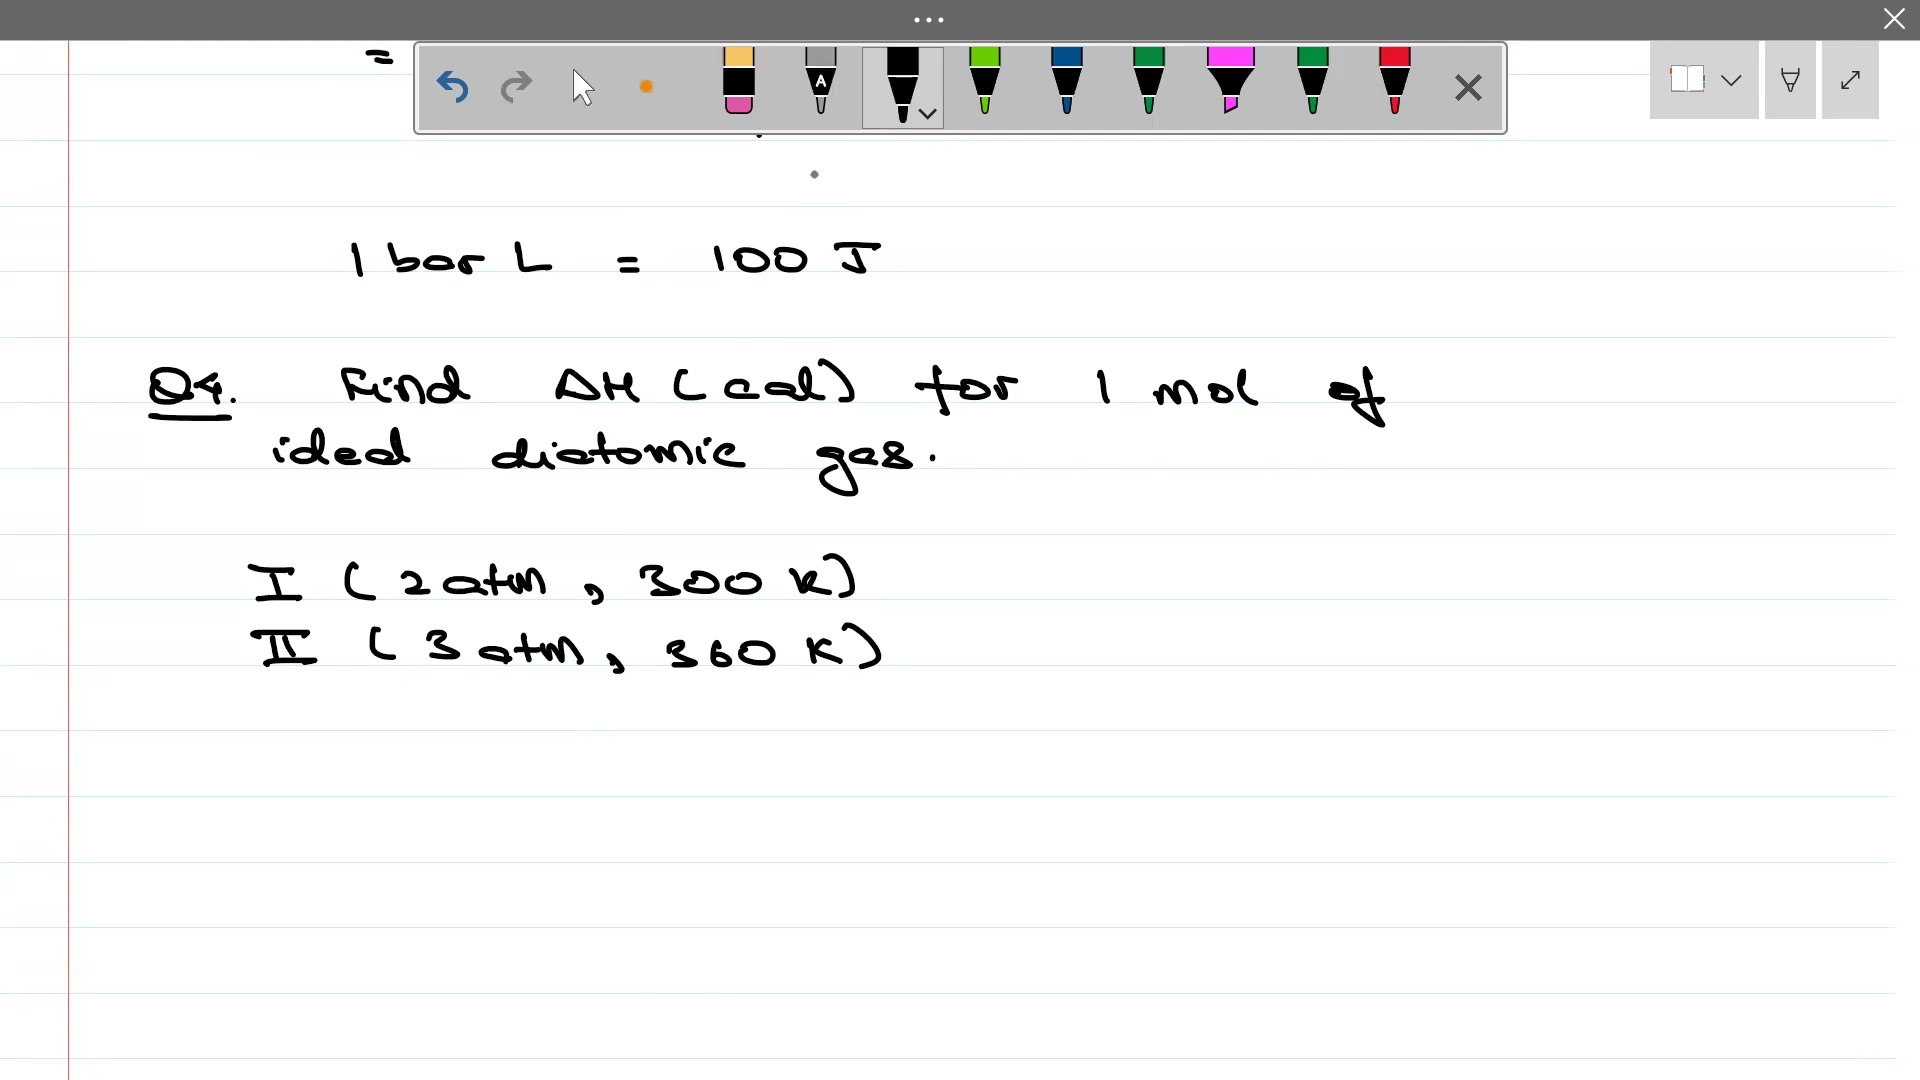 =
1 bar L = 100 J
Q4. Find ΔH (cal) for 1 mol of
ideal diatomic gas.
I (2 atm, 300 K)
II (3 atm, 360 K)